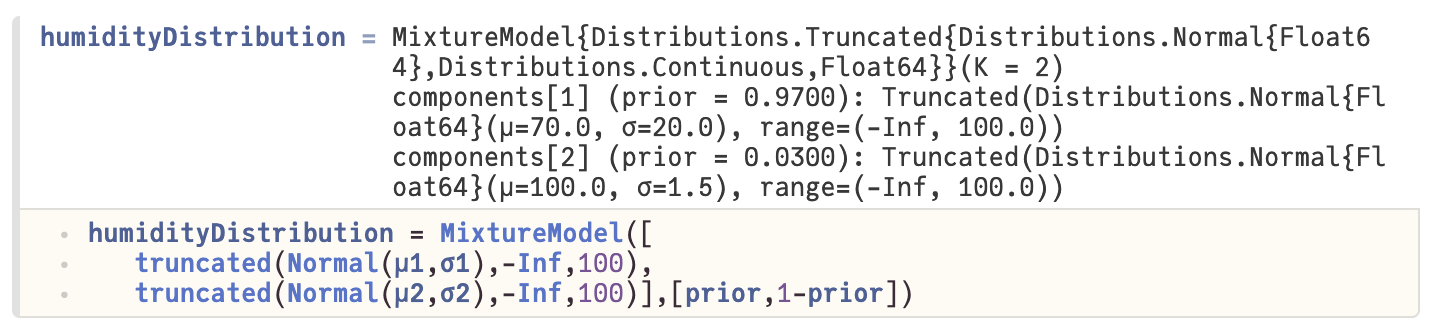 humidityDistribution = MixtureModel{Distributions.Truncated{Distributions.Normal{Float6
4},Distributions.Continuous,Float64}}(K = 2)
components[1] (prior = 0.9700): Truncated(Distributions.Normal{Fl
oat64}(μ=70.0, σ=20.0), range=(-Inf, 100.0))
components[2] (prior = 0.0300): Truncated(Distributions.Normal{Fl
oat64}(μ=100.0, σ=1.5), range=(-Inf, 100.0))
humidityDistribution = MixtureModel([
truncated(Normal(μ1,σ1),-Inf,100),
truncated(Normal(μ2,σ2),-Inf,100)],[prior,1-prior])